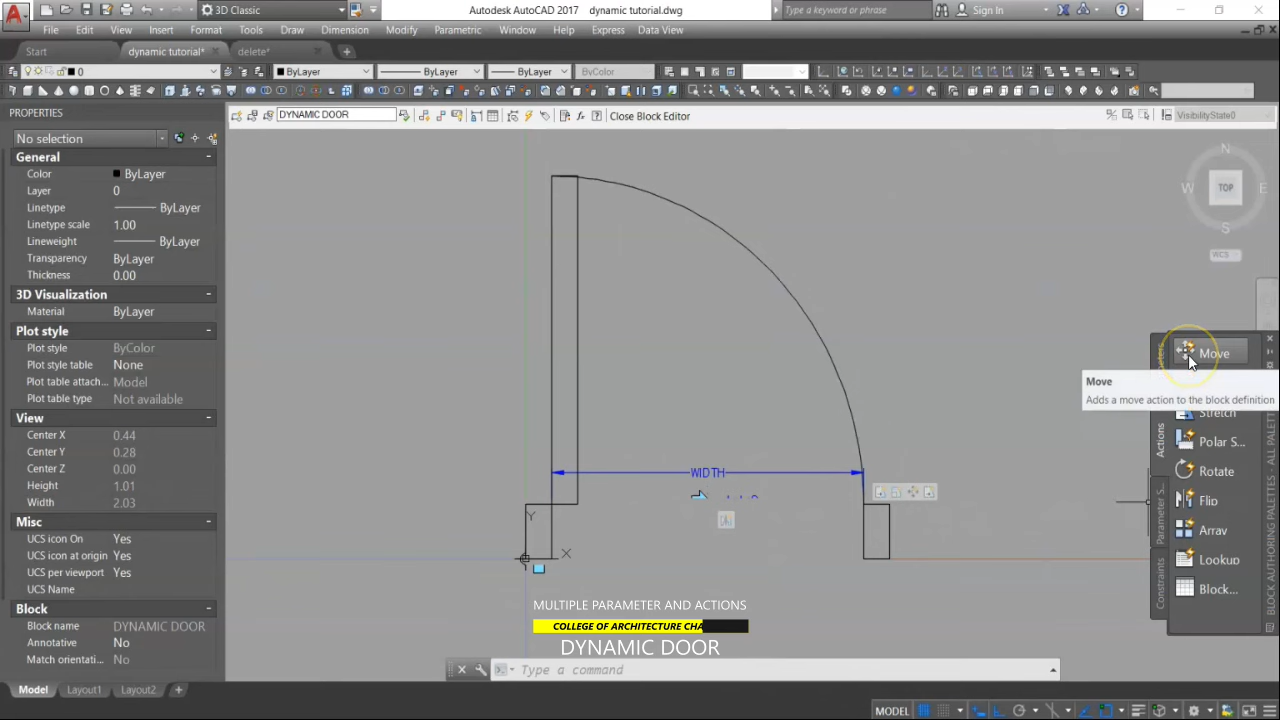 3D Classic
Autodesk AutoCAD 2017 dynamic tutorial.dwg
Type a keyword or phrase
Sign In
File Edit View Insert Format Tools Draw Dimension Modify Parametric Window Help Express Data View
Start dynamic tutorial* delete*
0 ByLayer ByLayer ByLayer ByColor
PROPERTIES
DYNAMIC DOOR
Close Block Editor
VisibilityState0
No selection
General
Color ByLayer
Layer 0
Linetype ByLayer
Linetype scale 1.00
Lineweight ByLayer
Transparency ByLayer
Thickness 0.00
3D Visualization
Material ByLayer
Plot style
Plot style ByColor
Plot style table None
Plot table attach... Model
Plot table type Not available
View
Center X 0.44
Center Y 0.28
Center Z 0.00
Height 1.01
Width 2.03
Misc
UCS icon On Yes
UCS icon at origin Yes
UCS per viewport Yes
UCS Name
Block
Block name DYNAMIC DOOR
Annotative No
Match orientati... No
N
W TOP E
S
WCS
WIDTH
Y
X
Move
Move
Adds a move action to the block definition
Stretch
Polar S...
Rotate
Flip
Array
Lookup
Block...
Actions
Parameter S...
Constraints
BLOCK AUTHORING PALETTES - ALL PALETT
MULTIPLE PARAMETER AND ACTIONS
COLLEGE OF ARCHITECTURE CHA
DYNAMIC DOOR
Type a command
Model Layout1 Layout2
MODEL